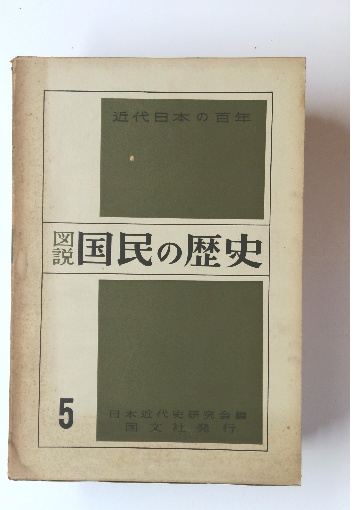 近代日本の百年
図説 国民の歴史
5
日本近代史研究会編
国文社発行